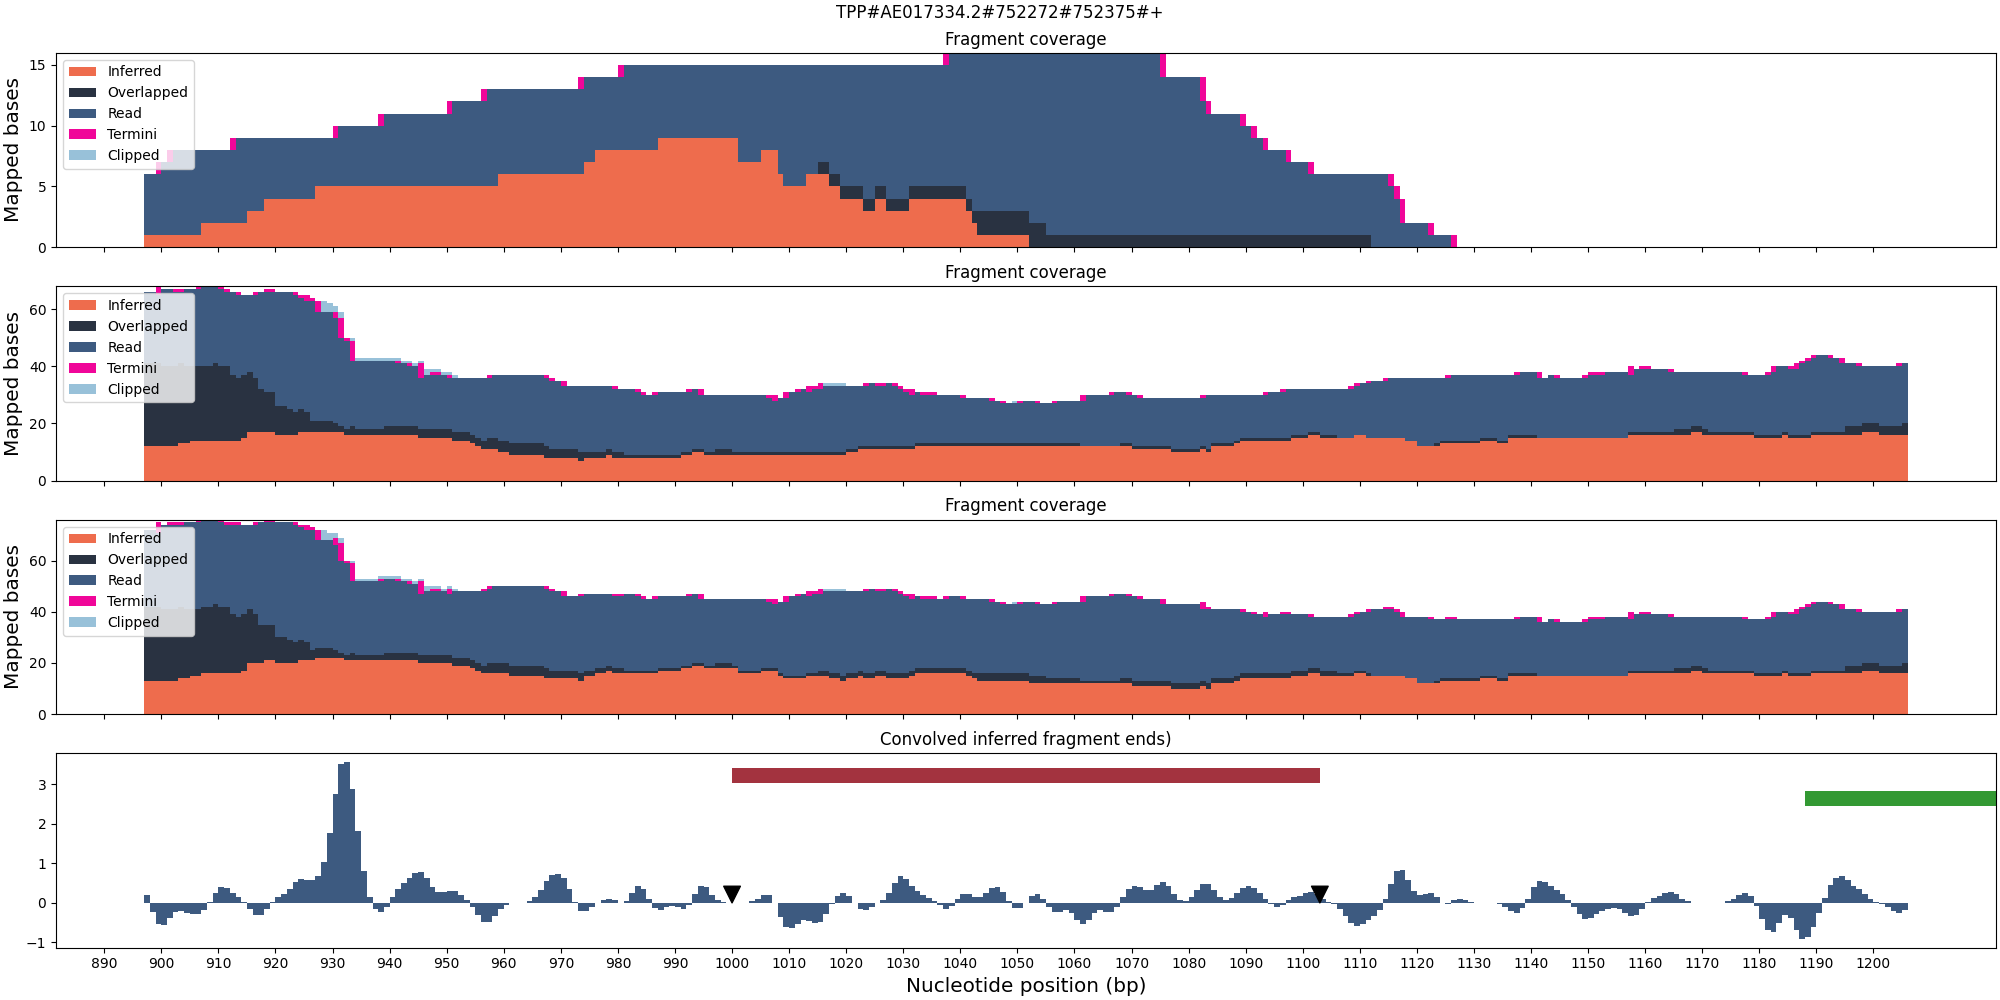 TPP#AE017334.2#752272#752375#+
Fragment coverage
Mapped bases
15
10
5
0
Inferred
Overlapped
Read
Termini
Clipped
Fragment coverage
Mapped bases
60
40
20
0
Inferred
Overlapped
Read
Termini
Clipped
Fragment coverage
Mapped bases
60
40
20
0
Inferred
Overlapped
Read
Termini
Clipped
Convolved inferred fragment ends)
3
2
1
0
−1
890 900 910 920 930 940 950 960 970 980 990 1000 1010 1020 1030 1040 1050 1060 1070 1080 1090 1100 1110 1120 1130 1140 1150 1160 1170 1180 1190 1200
Nucleotide position (bp)